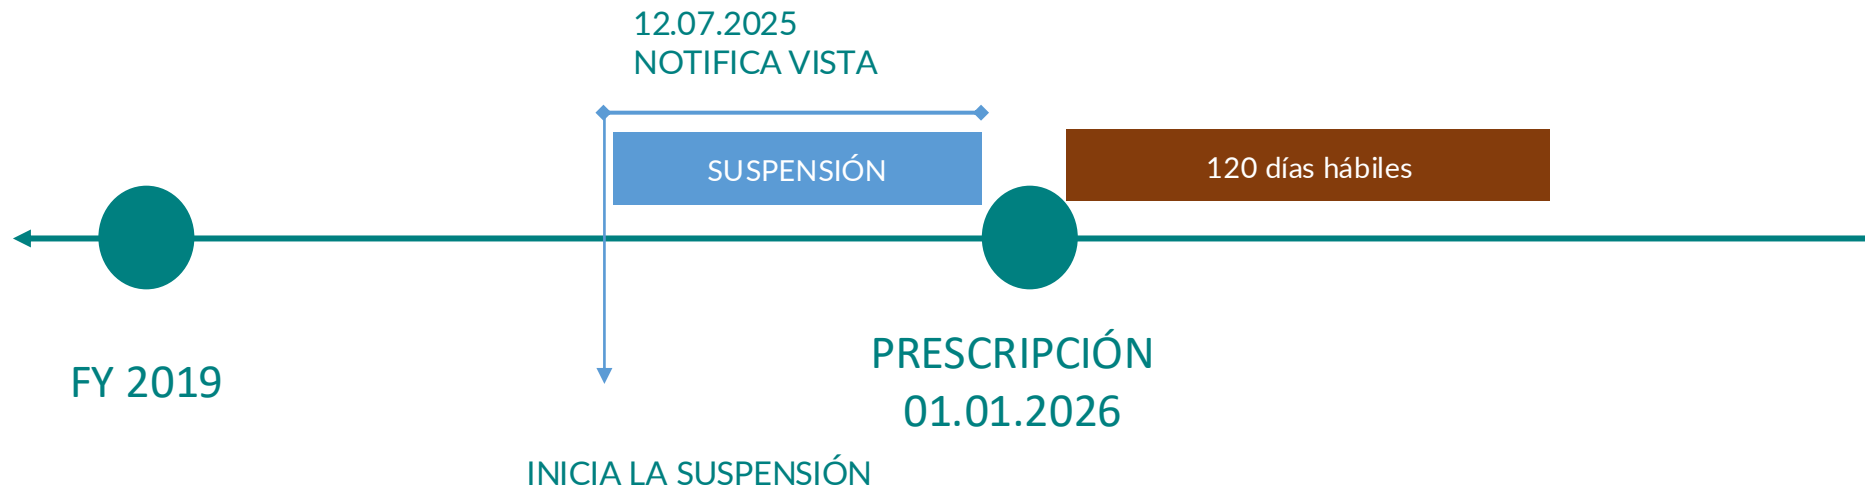 12.07.2025
NOTIFICA VISTA
SUSPENSIÓN
120 días hábiles
FY 2019
PRESCRIPCIÓN
01.01.2026
INICIA LA SUSPENSIÓN